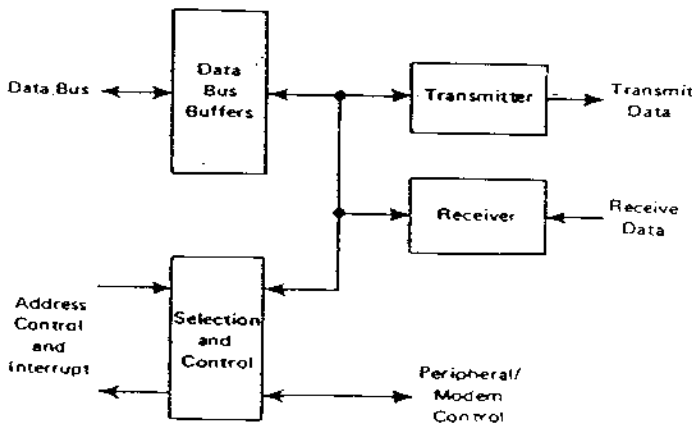 Data Bus
Data
Bus
Buffers
Transmitter
Transmit
Data
Receiver
Receive
Data
Address
Control
and
Interrupt
Selection
and
Control
Peripheral/
Modem
Control